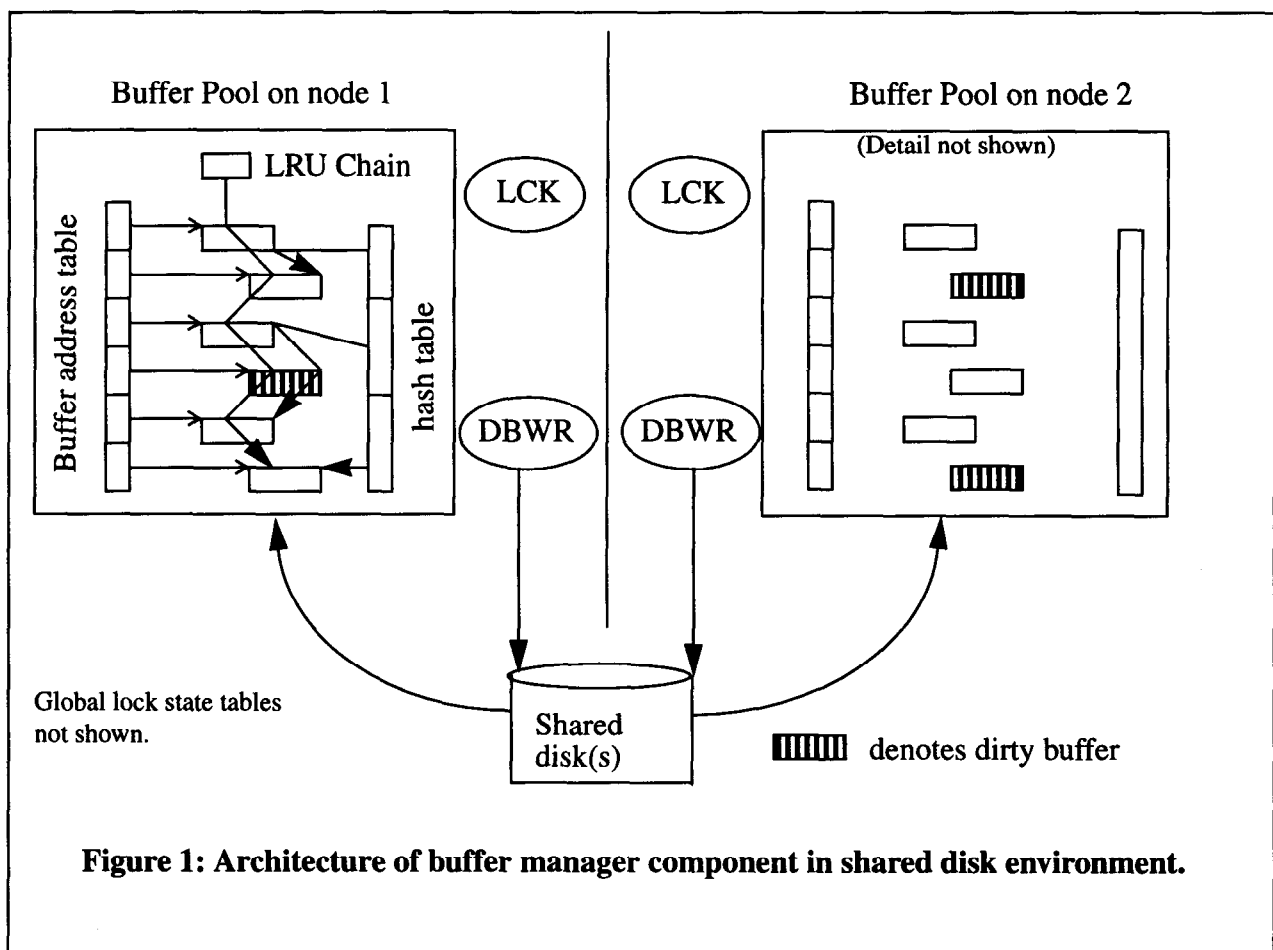 Buffer Pool on node 1
Buffer Pool on node 2
(Detail not shown)
LRU Chain
LCK
LCK
Buffer address table
hash table
DBWR
DBWR
Global lock state tables
not shown.
Shared
disk(s)
denotes dirty buffer
Figure 1: Architecture of buffer manager component in shared disk environment.